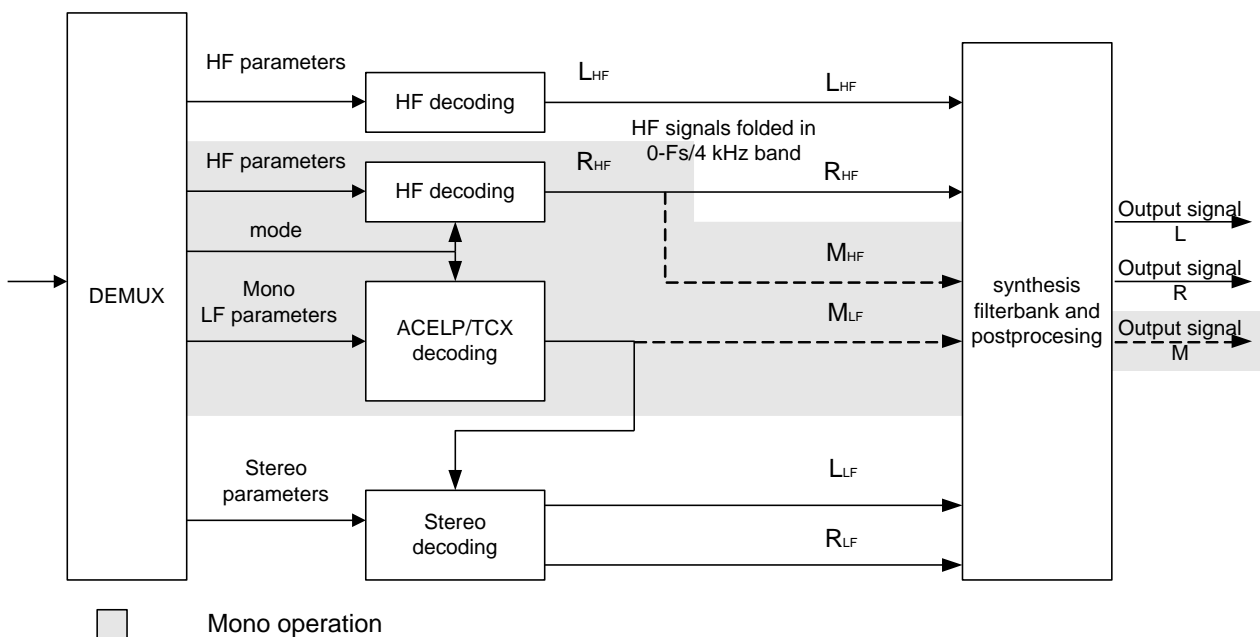 HF parameters
LHF
LHF
HF decoding
HF signals folded in
0-Fs/4 kHz band
HF parameters
RHF
RHF
HF decoding
mode
MHF
Output signal
L
DEMUX
Mono
LF parameters
ACELP/TCX
decoding
MLF
synthesis
filterbank and
postprocesing
Output signal
R
Output signal
M
Stereo
parameters
Stereo
decoding
LLF
RLF
Mono operation